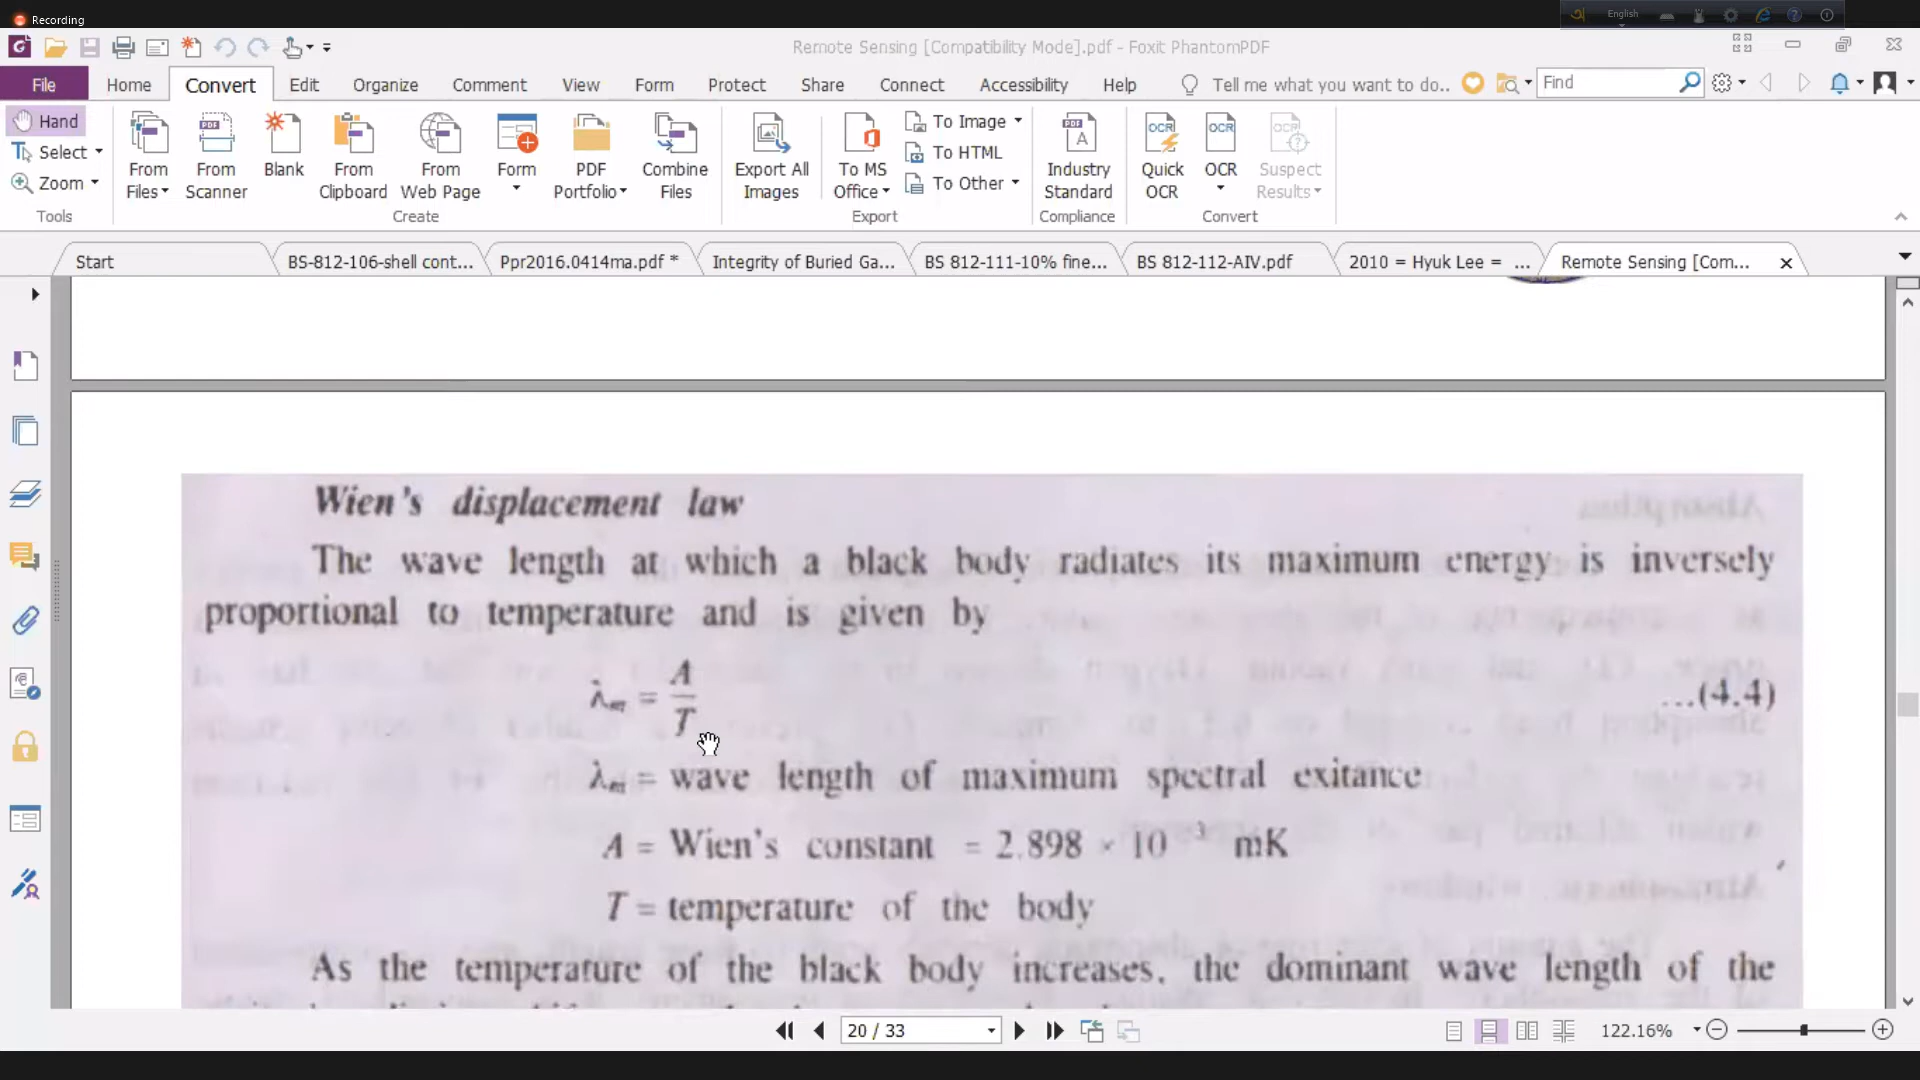 Recording
English
Remote Sensing [Compatibility Mode].pdf - Foxit PhantomPDF
File Home Convert Edit Organize Comment View Form Protect Share Connect Accessibility Help Tell me what you want to do.. Find
Hand
Select
Zoom
Tools
From Files
From Scanner
Blank
From Clipboard
From Web Page
Form
PDF Portfolio
Combine Files
Create
Export All Images
To MS Office
To Image
To HTML
To Other
Export
Industry Standard
Compliance
Quick OCR
OCR
Suspect Results
Convert
Start
BS-812-106-shell cont...
Ppr2016.0414ma.pdf *
Integrity of Buried Ga...
BS 812-111-10% fine...
BS 812-112-AIV.pdf
2010 = Hyuk Lee = ...
Remote Sensing [Com...
Wien's displacement law
The wave length at which a black body radiates its maximum energy is inversely
proportional to temperature and is given by
λm = A/T ...(4.4)
λm = wave length of maximum spectral exitance
A = Wien's constant = 2.898 × 10 3 mK
T = temperature of the body
As the temperature of the black body increases, the dominant wave length of the
20 / 33
122.16%